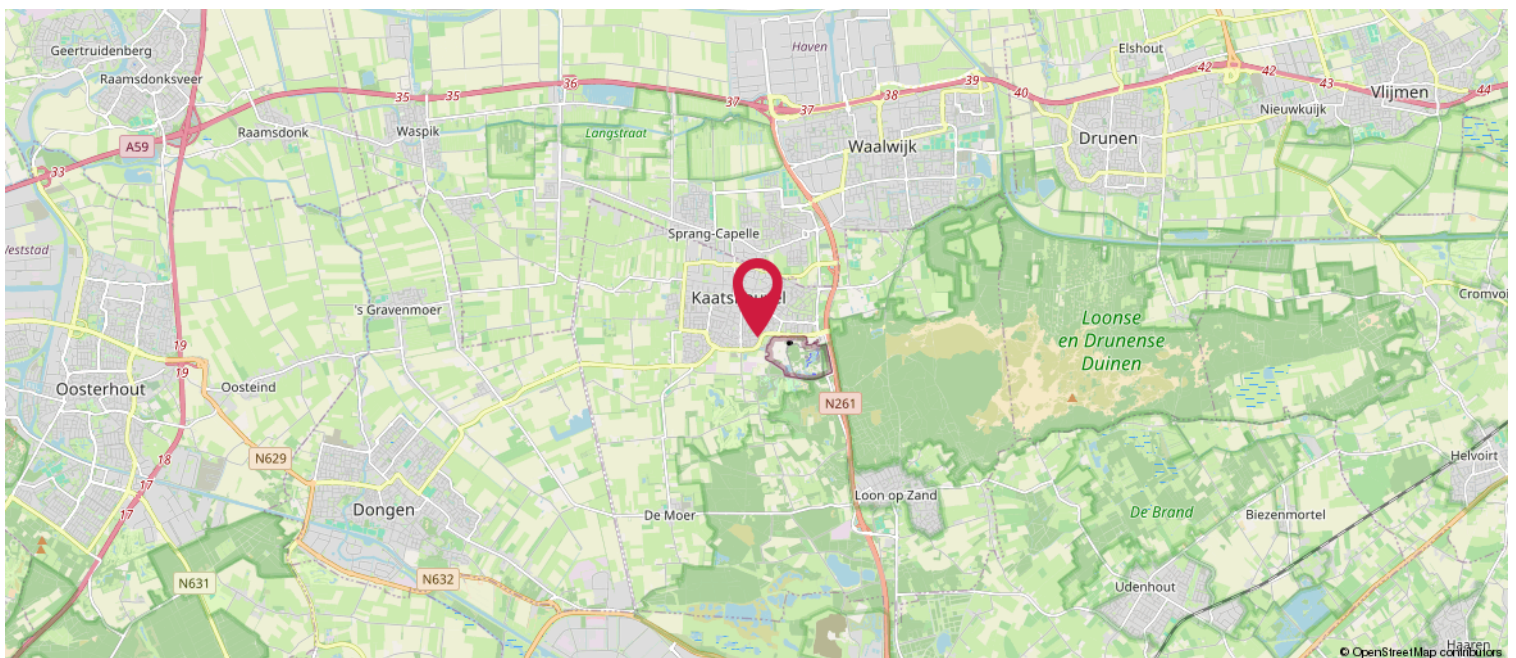 Geertruidenberg
Haven
Elshout
42
42
43
44
Raamsdonksveer
35
35
36
37
37
38
39
40
Vlijmen
Nieuwkuijk
A59
Raamsdonk
Waspik
Langstraat
Waalwijk
Drunen
33
Sprang-Capelle
's Gravenmoer
Loonse
en Drunense
Duinen
19
19
Oosterhout
Oosteind
N261
N629
18
17
17
Helvoirt
Loon op Zand
Dongen
De Moer
De Brand
Biezenmortel
N631
N632
Udenhout
Haaren
© OpenStreetMap contributors